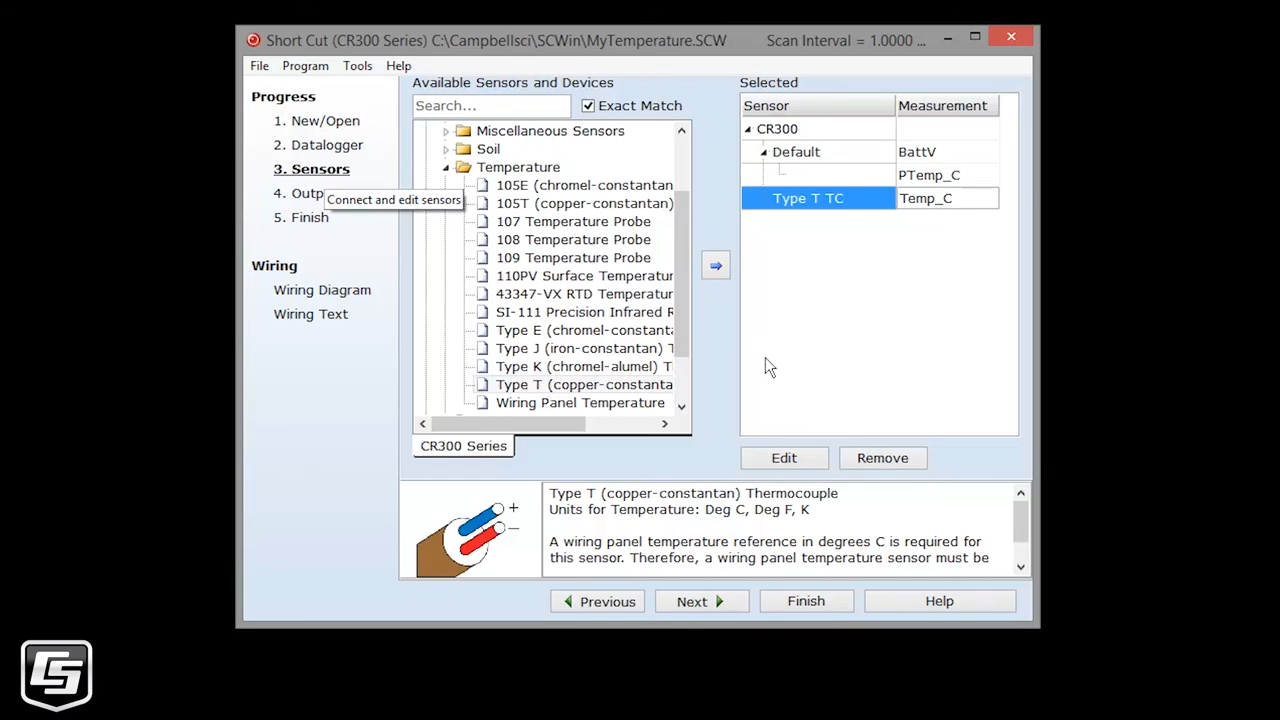 Short Cut (CR300 Series) C:\Campbellsci\SCWin\MyTemperature.SCW Scan Interval = 1.0000 ...
File Program Tools Help
Progress
1. New/Open
2. Datalogger
3. Sensors
4. Outp
Connect and edit sensors
5. Finish
Wiring
Wiring Diagram
Wiring Text
Available Sensors and Devices
Search...
Exact Match
Miscellaneous Sensors
Soil
Temperature
105E (chromel-constantan
105T (copper-constantan)
107 Temperature Probe
108 Temperature Probe
109 Temperature Probe
110PV Surface Temperatur
43347-VX RTD Temperatur
SI-111 Precision Infrared R
Type E (chromel-constanta
Type J (iron-constantan) T
Type K (chromel-alumel) T
Type T (copper-constanta
Wiring Panel Temperature
CR300 Series
Selected
Sensor Measurement
CR300
Default BattV
PTemp_C
Type T TC Temp_C
Edit Remove
+
−
Type T (copper-constantan) Thermocouple
Units for Temperature: Deg C, Deg F, K
A wiring panel temperature reference in degrees C is required for
this sensor. Therefore, a wiring panel temperature sensor must be
Previous Next Finish Help